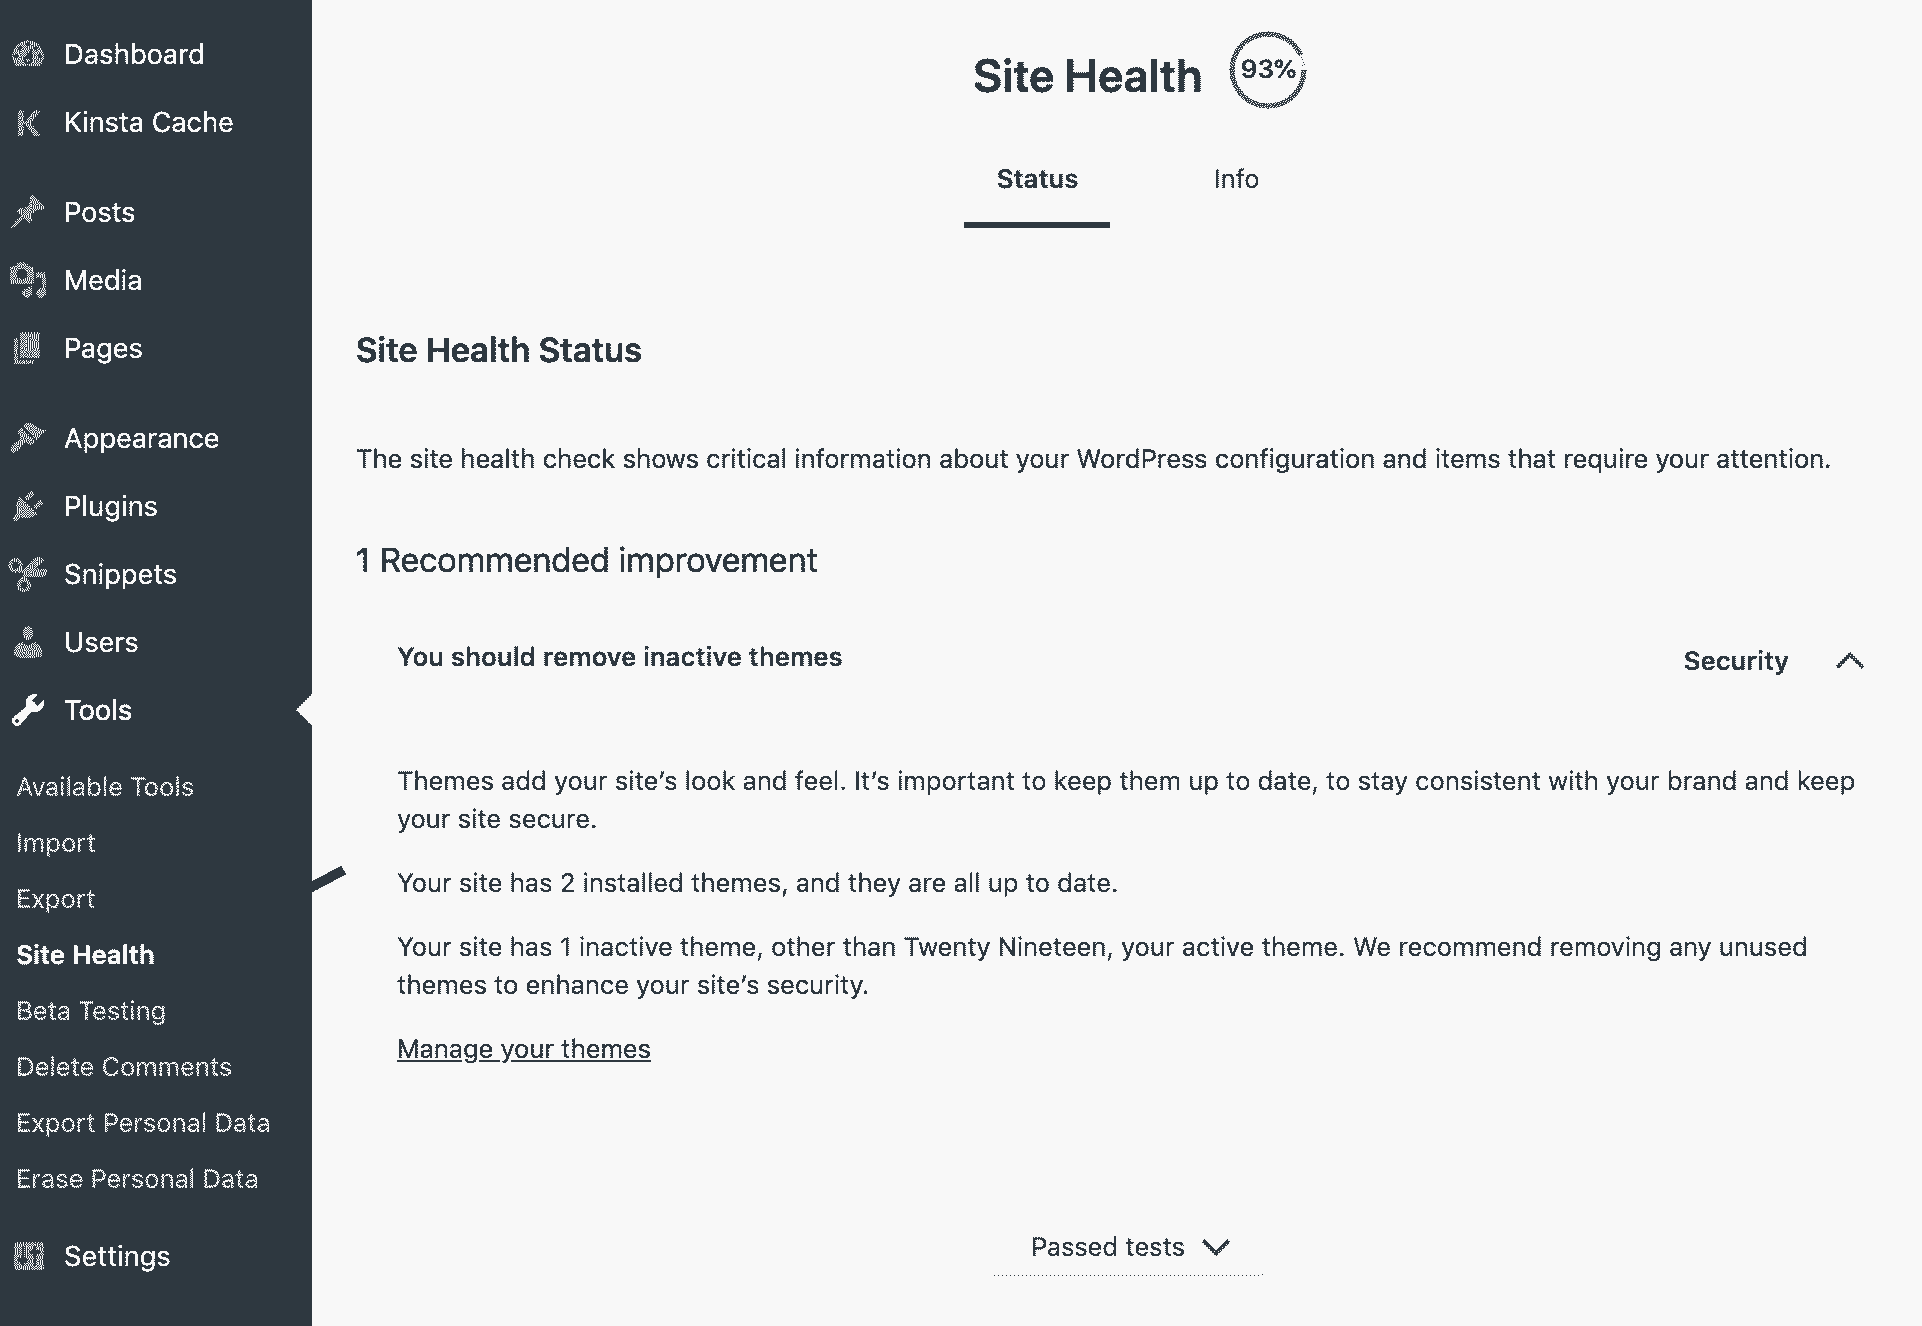 Dashboard
Kinsta Cache
Posts
Media
Pages
Appearance
Plugins
Snippets
Users
Tools
Available Tools
Import
Export
Site Health
Beta Testing
Delete Comments
Export Personal Data
Erase Personal Data
Settings
Site Health 93%
Status Info
Site Health Status
The site health check shows critical information about your WordPress configuration and items that require your attention.
1 Recommended improvement
You should remove inactive themes Security
Themes add your site’s look and feel. It’s important to keep them up to date, to stay consistent with your brand and keep
your site secure.
Your site has 2 installed themes, and they are all up to date.
Your site has 1 inactive theme, other than Twenty Nineteen, your active theme. We recommend removing any unused
themes to enhance your site’s security.
Manage your themes
Passed tests